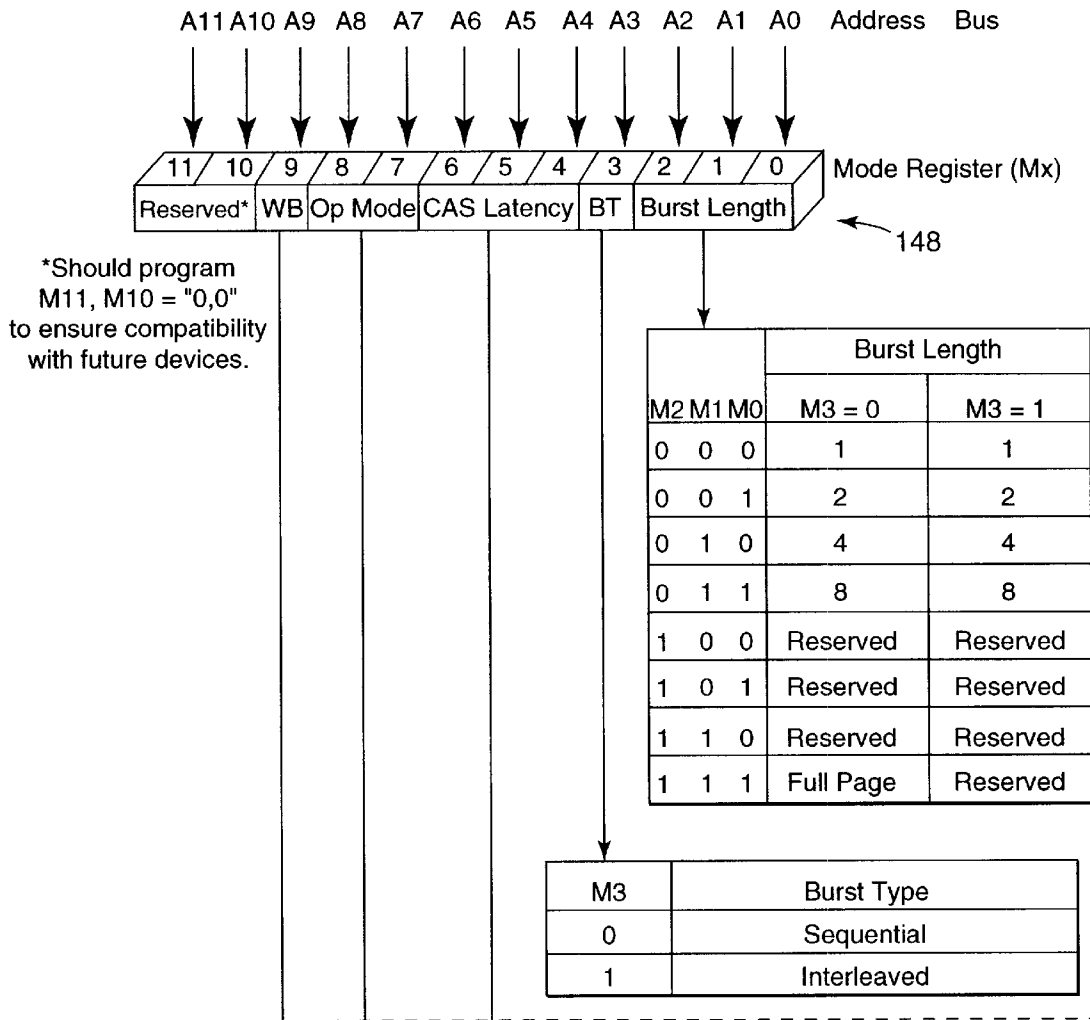 A11 A10 A9 A8 A7 A6 A5 A4 A3 A2 A1 A0 Address Bus
11 10 9 8 7 6 5 4 3 2 1 0 Mode Register (Mx)
Reserved* WB Op Mode CAS Latency BT Burst Length
148
*Should program
M11, M10 = "0,0"
to ensure compatibility
with future devices.
Burst Length
M2 M1 M0 M3 = 0 M3 = 1
0 0 0 1 1
0 0 1 2 2
0 1 0 4 4
0 1 1 8 8
1 0 0 Reserved Reserved
1 0 1 Reserved Reserved
1 1 0 Reserved Reserved
1 1 1 Full Page Reserved
M3 Burst Type
0 Sequential
1 Interleaved